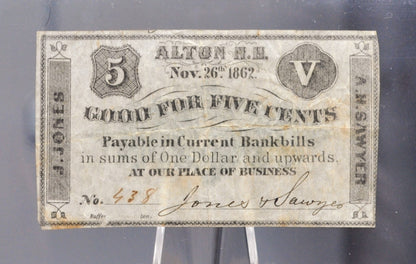 ALTON N.H.
5 Nov. 26th 1862. V
GOOD FOR FIVE CENTS
Payable in Current Bankbills
in sums of One Dollar and upwards,
AT OUR PLACE OF BUSINESS
No. 438 Jones & Sawyer
J. JONES
A. N. SAWYER